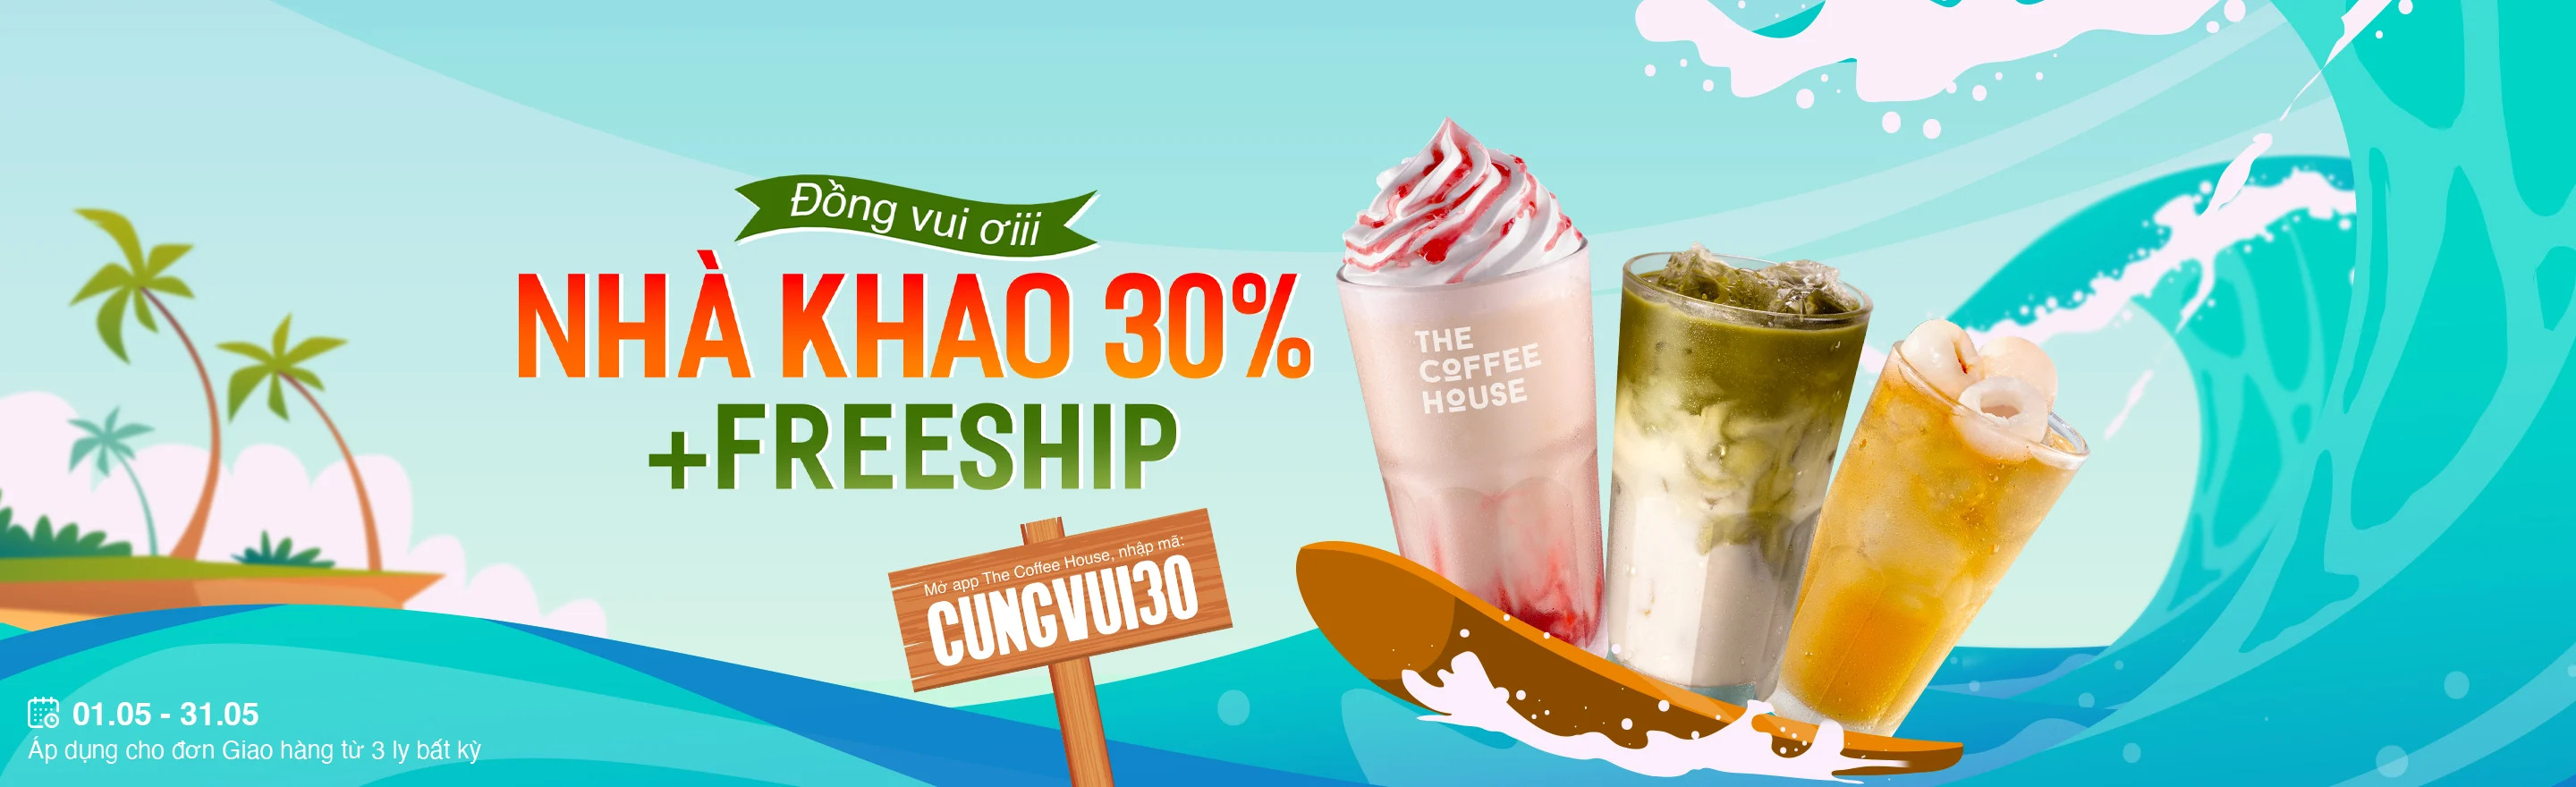 Đồng vui ơiii
NHÀ KHAO 30%
+FREESHIP
Mở app The Coffee House, nhập mã:
CUNGVUI30
THE
COFFEE
HOUSE
01.05 - 31.05
Áp dụng cho đơn Giao hàng từ 3 ly bất kỳ